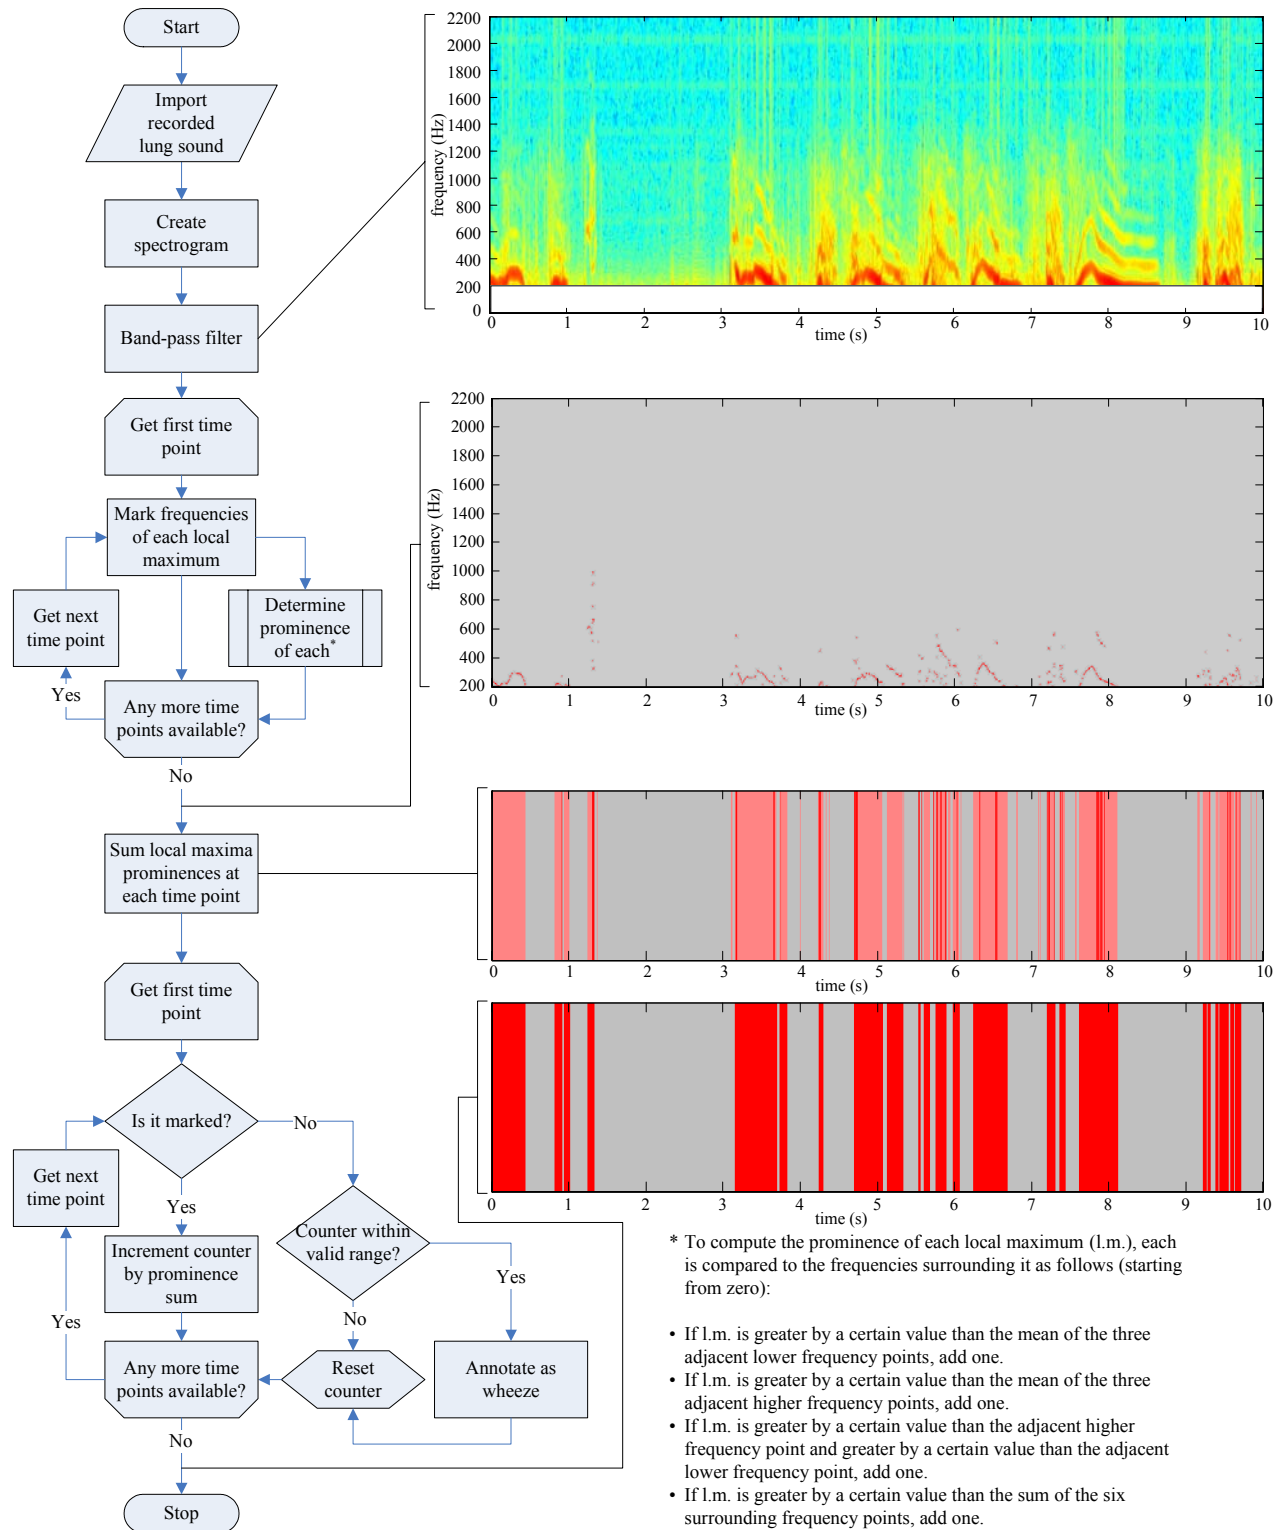 Start
Import
recorded
lung sound
Create
spectrogram
Band-pass filter
Get first time
point
Mark frequencies
of each local
maximum
Get next
time point
Determine
prominence
of each*
Yes
Any more time
points available?
No
Sum local maxima
prominences at
each time point
Get first time
point
Is it marked?
No
Get next
time point
Yes
Counter within
valid range?
Increment counter
by prominence
sum
Yes
Yes
No
Any more time
points available?
Reset
counter
Annotate as
wheeze
No
Stop
2200
2000
1800
1600
1400
1200
1000
800
600
400
200
0
frequency (Hz)
0 1 2 3 4 5 6 7 8 9 10
time (s)
2200
2000
1800
1600
1400
1200
1000
800
600
400
200
frequency (Hz)
0 1 2 3 4 5 6 7 8 9 10
time (s)
0 1 2 3 4 5 6 7 8 9 10
time (s)
0 1 2 3 4 5 6 7 8 9 10
time (s)
* To compute the prominence of each local maximum (l.m.), each
is compared to the frequencies surrounding it as follows (starting
from zero):
• If l.m. is greater by a certain value than the mean of the three
adjacent lower frequency points, add one.
• If l.m. is greater by a certain value than the mean of the three
adjacent higher frequency points, add one.
• If l.m. is greater by a certain value than the adjacent higher
frequency point and greater by a certain value than the adjacent
lower frequency point, add one.
• If l.m. is greater by a certain value than the sum of the six
surrounding frequency points, add one.